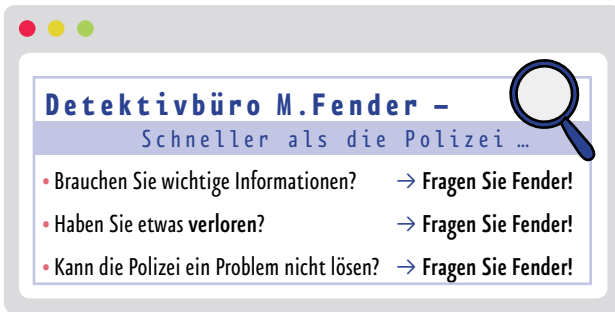 Detektivbüro M.Fender –
Schneller als die Polizei …
• Brauchen Sie wichtige Informationen? → Fragen Sie Fender!
• Haben Sie etwas verloren? → Fragen Sie Fender!
• Kann die Polizei ein Problem nicht lösen? → Fragen Sie Fender!